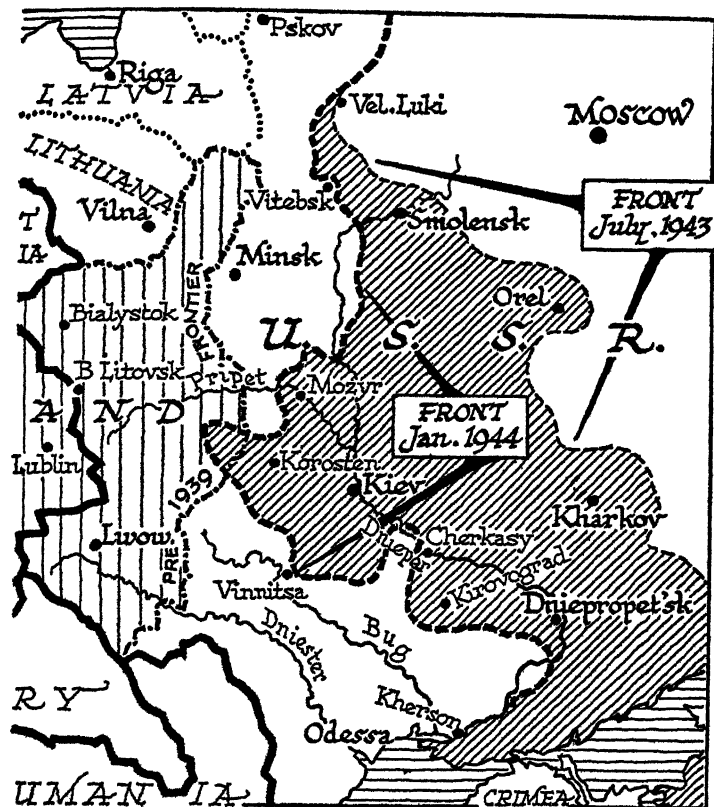 Pskov
Riga
LATVIA
Vel. Luki
Moscow
LITHUANIA
FRONT
July. 1943
Vitebsk
Smolensk
T
IA
Vilna
Minsk
FRONTIER
Orel
Bialystok
U. S. S. R.
B Litovsk
Pripet
Mozyr
AND
FRONT
Jan. 1944
Lublin
Korosten
1939
Kiev
Kharkov
Lwow
Dnieper
Cherkasy
PRE
Vinnitsa
Kirovograd
Dniepropet'sk
Dniester
Bug
RY
Kherson
Odessa
UMANIA
CRIMEA